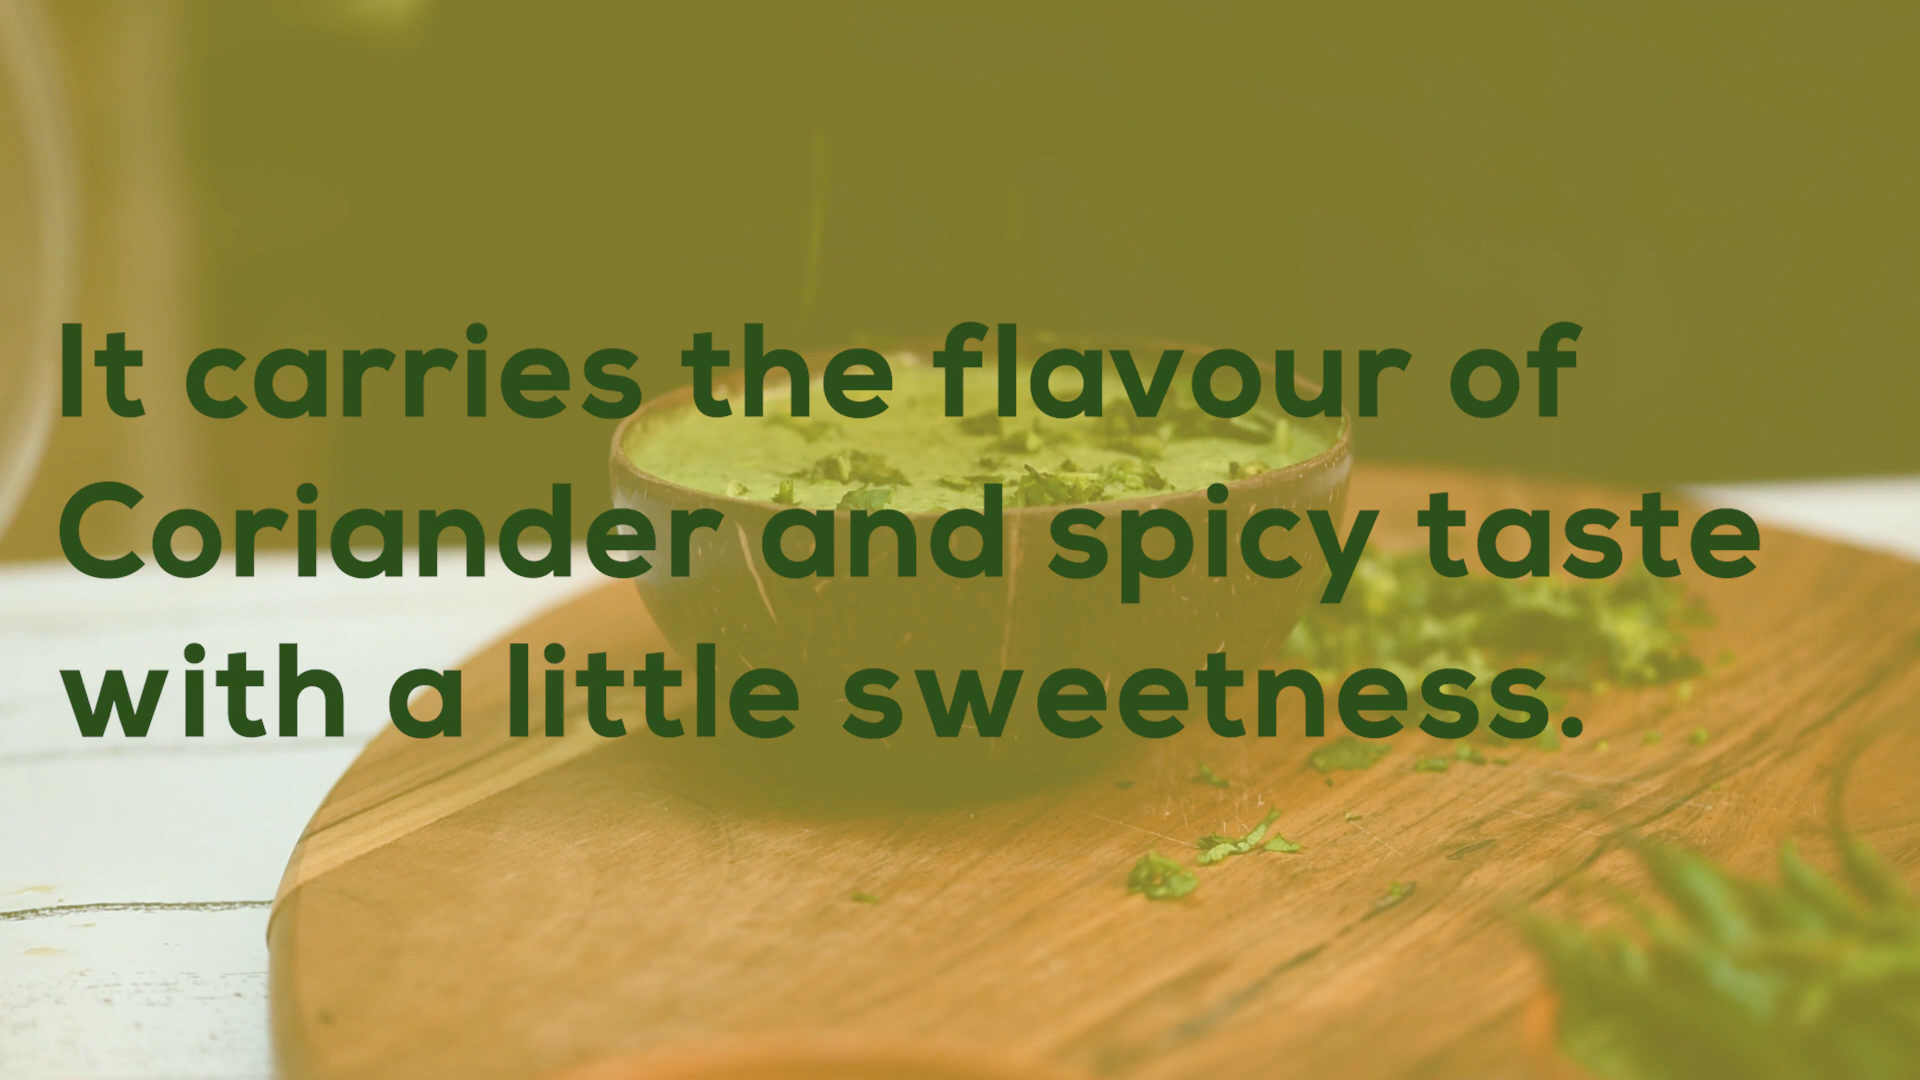 It carries the flavour of
Coriander and spicy taste
with a little sweetness.